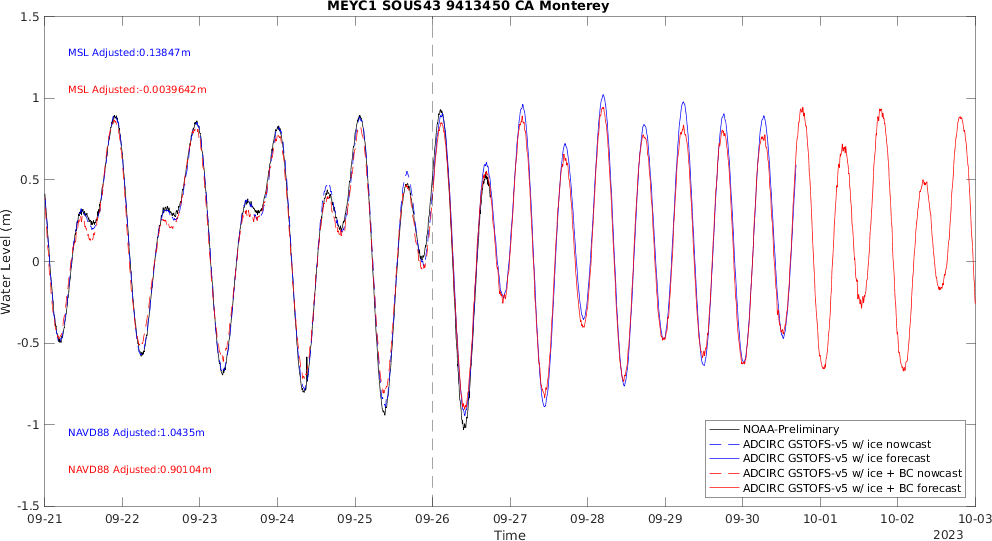 MEYC1 SOUS43 9413450 CA Monterey
1.5
1
0.5
0
-0.5
-1
-1.5
Water Level (m)
MSL Adjusted:0.13847m
MSL Adjusted:-0.0039642m
NAVD88 Adjusted:1.0435m
NAVD88 Adjusted:0.90104m
NOAA-Preliminary
ADCIRC GSTOFS-v5 w/ ice nowcast
ADCIRC GSTOFS-v5 w/ ice forecast
ADCIRC GSTOFS-v5 w/ ice + BC nowcast
ADCIRC GSTOFS-v5 w/ ice + BC forecast
09-21 09-22 09-23 09-24 09-25 09-26 09-27 09-28 09-29 09-30 10-01 10-02 10-03
Time
2023